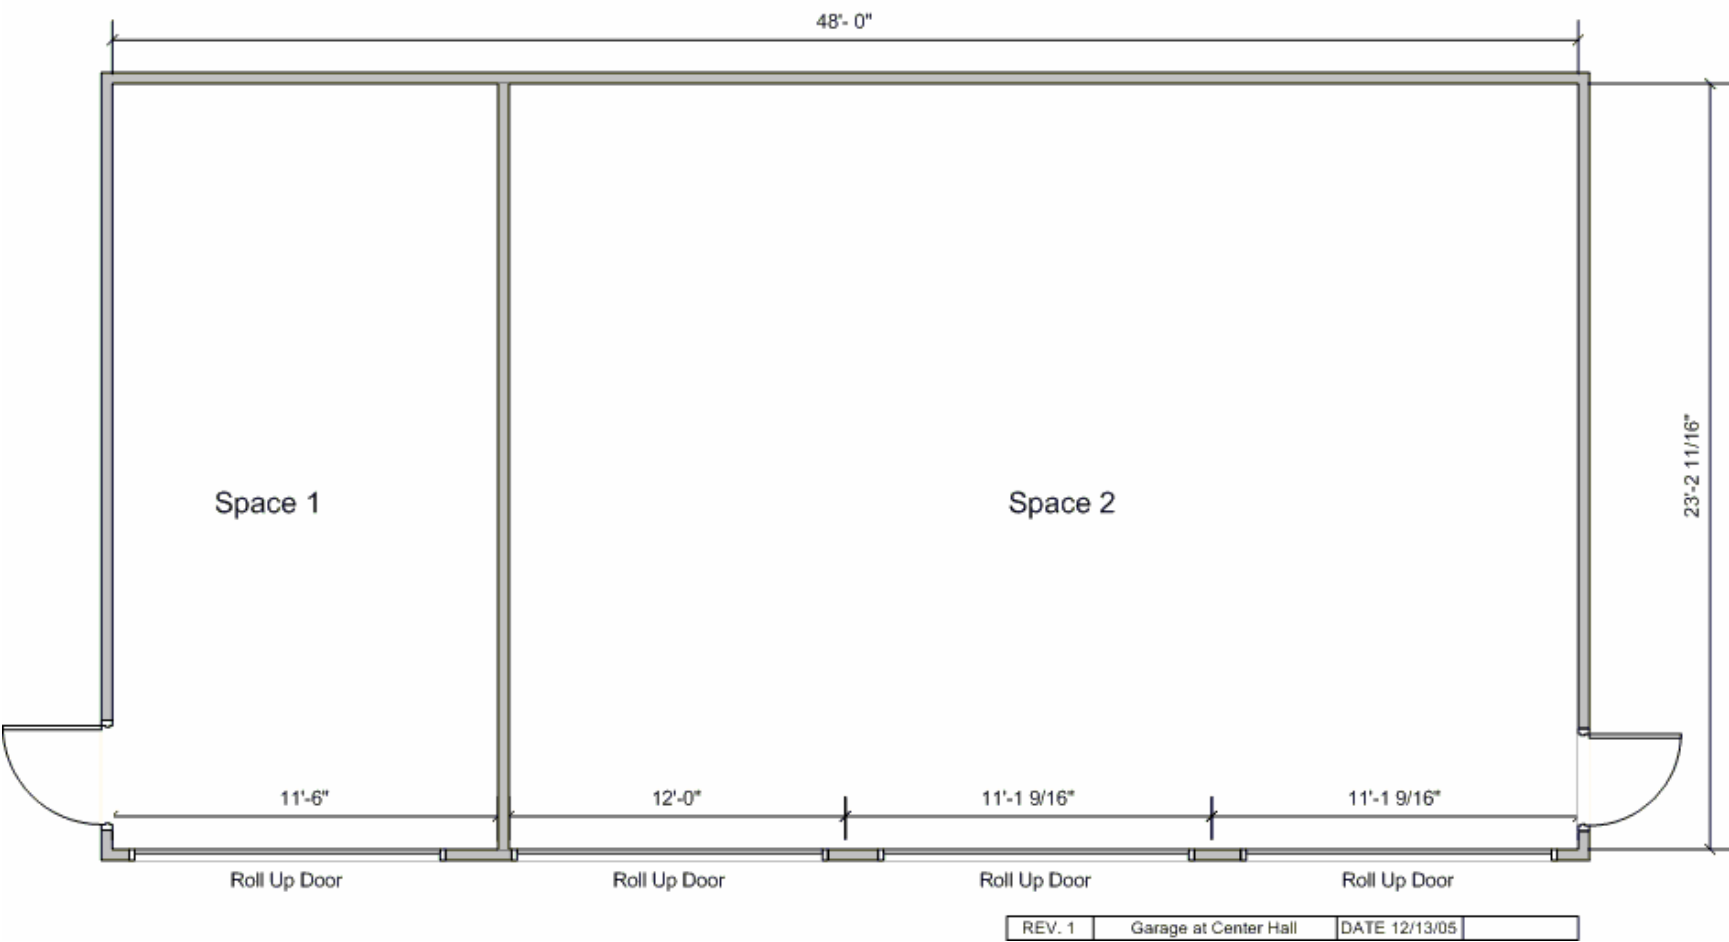 48'- 0"
23'-2 11/16"
Space 1
Space 2
11'-6"
12'-0"
11'-1 9/16"
11'-1 9/16"
Roll Up Door
Roll Up Door
Roll Up Door
Roll Up Door
REV. 1 Garage at Center Hall DATE 12/13/05